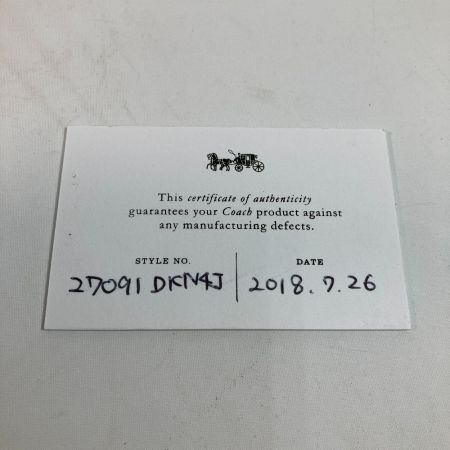 This certificate of authenticity
guarantees your Coach product against
any manufacturing defects.
STYLE NO. DATE
27091 DKN4J 2018.7.26